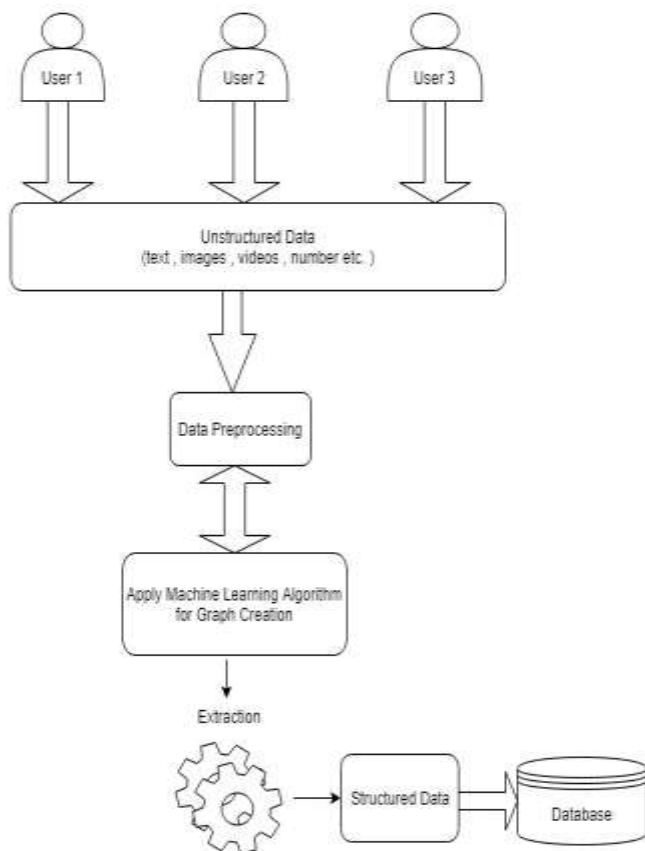 User 1
User 2
User 3
Unstructured Data
(text , images , videos , number etc. )
Data Preprocessing
Apply Machine Learning Algorithm
for Graph Creation
Extraction
Structured Data
Database